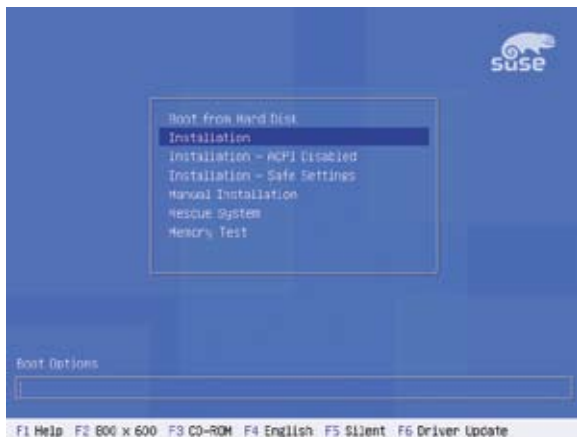 suse
Boot from Hard Disk
Installation
Installation - ACPI Disabled
Installation - Safe Settings
Manual Installation
Rescue System
Memory Test
Boot Options
F1 Help F2 800 x 600 F3 CD-ROM F4 English F5 Silent F6 Driver Update